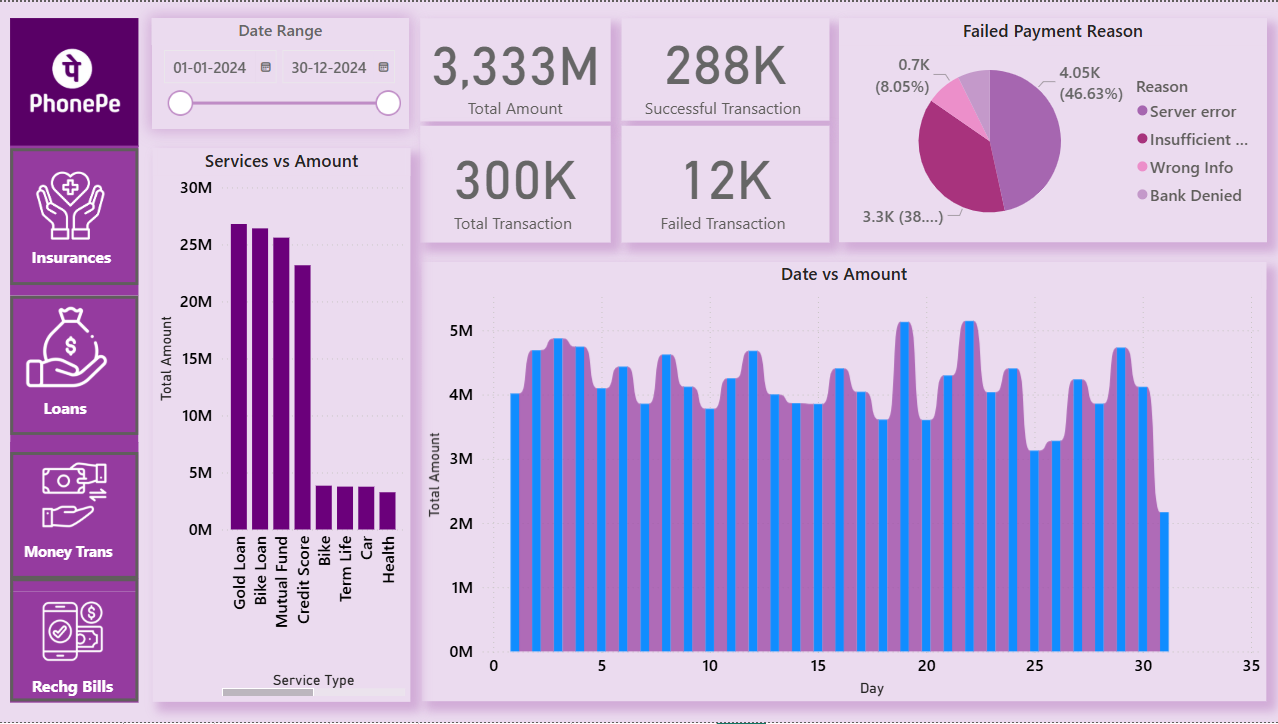 पे
PhonePe
Insurances
Loans
Money Trans
Rechg Bills
Date Range
01-01-2024
30-12-2024
3,333M
Total Amount
288K
Successful Transaction
300K
Total Transaction
12K
Failed Transaction
Failed Payment Reason
0.7K
(8.05%)
4.05K
(46.63%)
3.3K (38....)
Reason
Server error
Insufficient ...
Wrong Info
Bank Denied
Services vs Amount
30M
25M
20M
15M
10M
5M
0M
Total Amount
Gold Loan
Bike Loan
Mutual Fund
Credit Score
Bike
Term Life
Car
Health
Service Type
Date vs Amount
5M
4M
3M
2M
1M
0M
Total Amount
0 5 10 15 20 25 30 35
Day